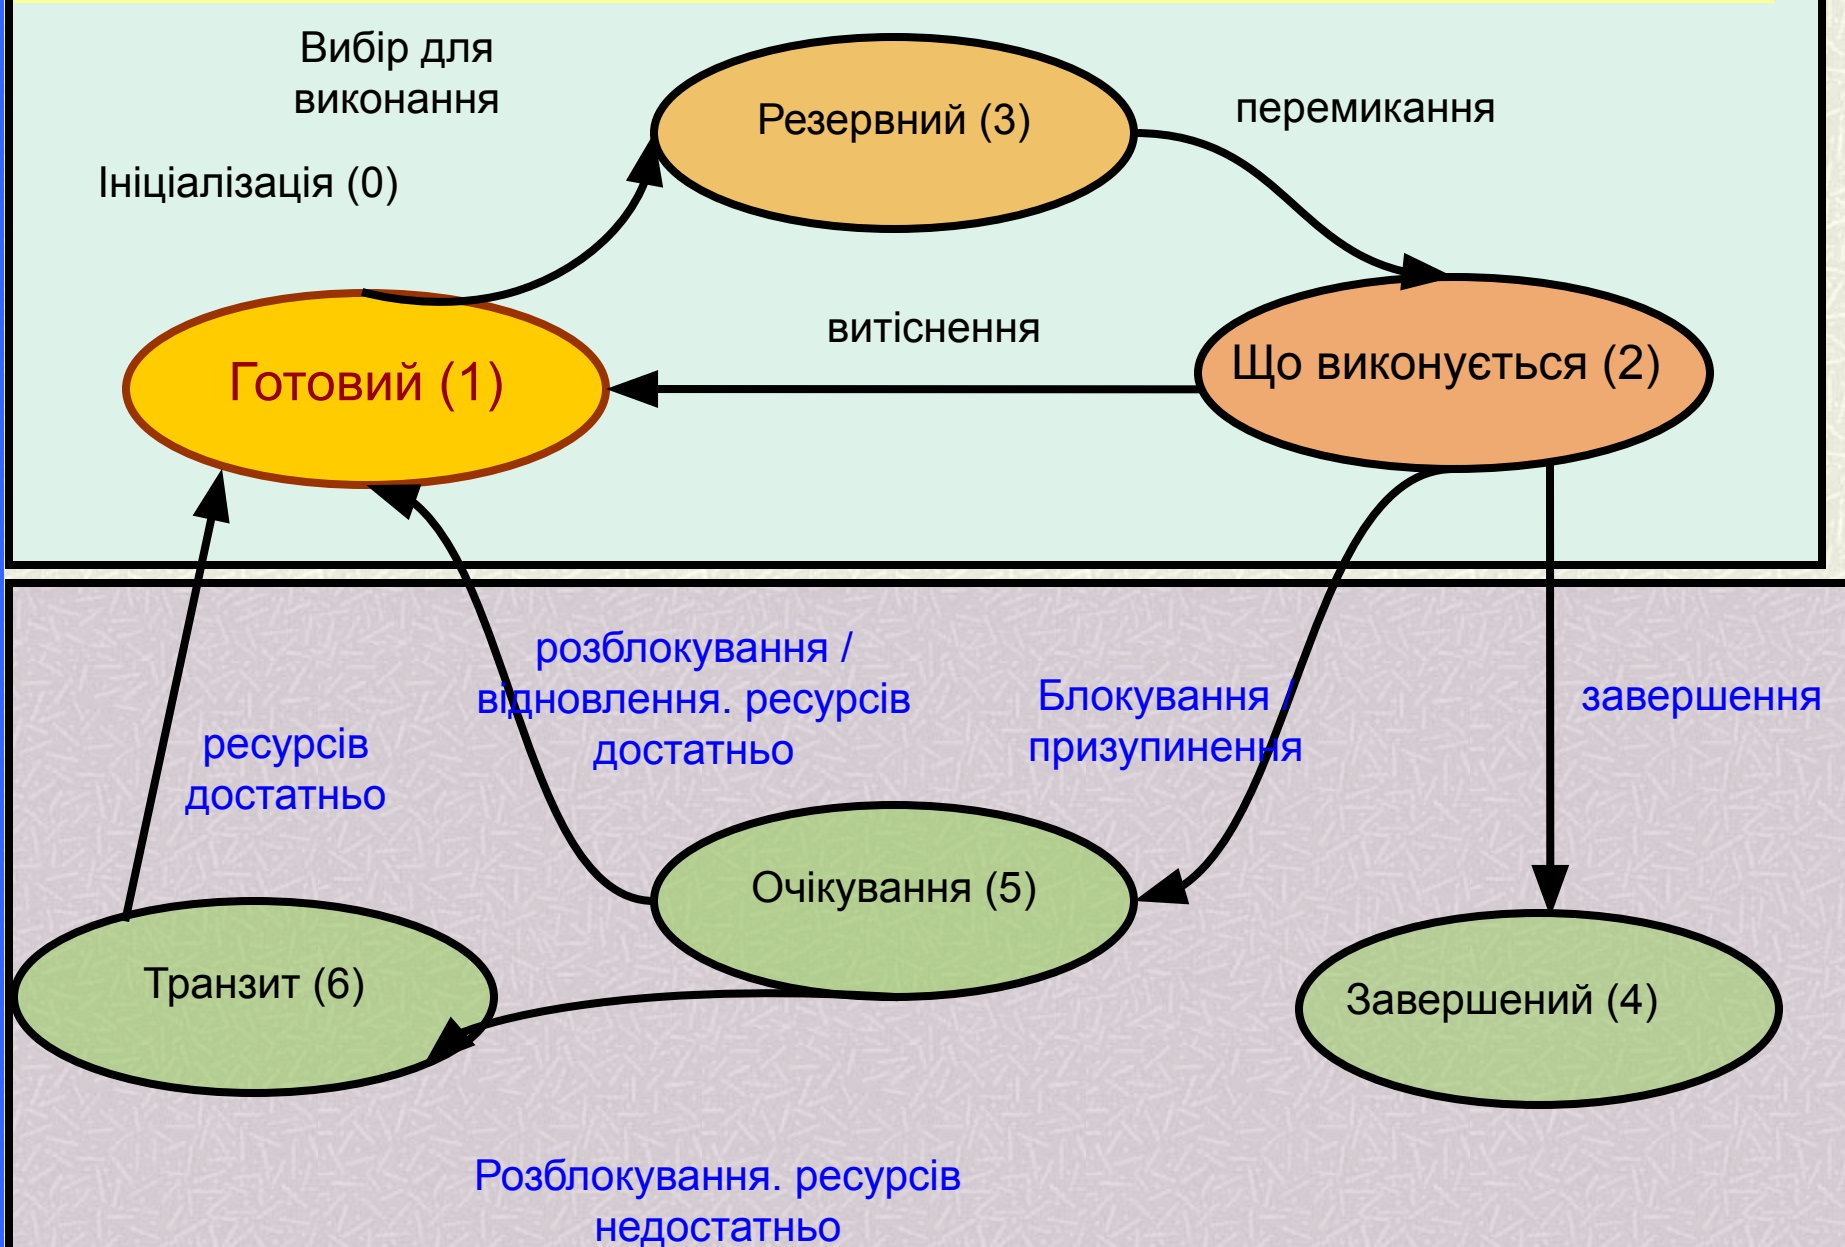 Вибір для
виконання
Резервний (3)
перемикання
Ініціалізація (0)
витіснення
Готовий (1)
Що виконується (2)
розблокування /
відновлення. ресурсів
достатньо
Блокування /
призупинення
завершення
ресурсів
достатньо
Очікування (5)
Транзит (6)
Завершений (4)
Розблокування. ресурсів
недостатньо